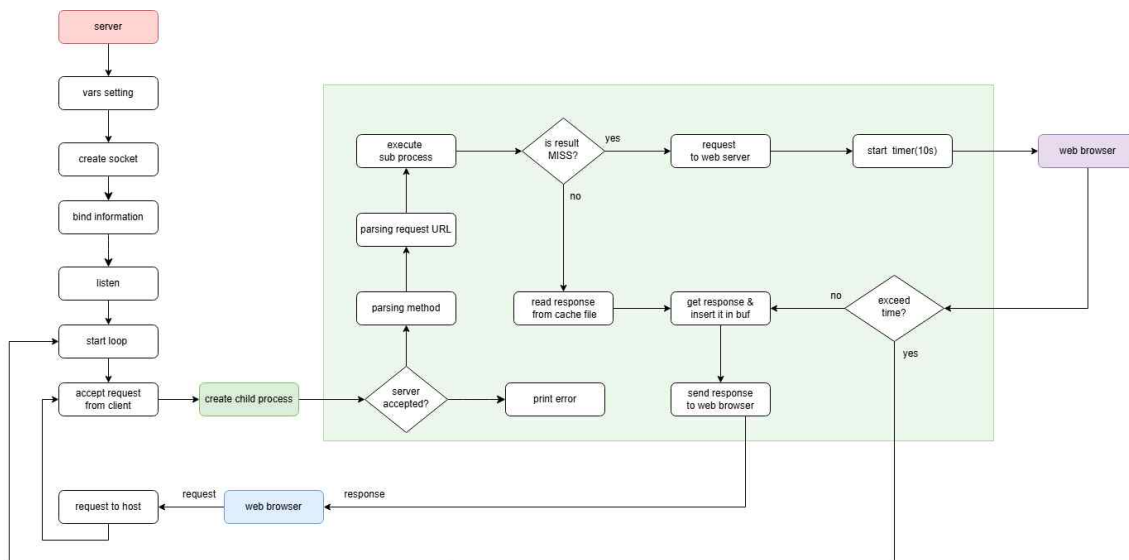 server
vars setting
create socket
bind information
listen
start loop
accept request
from client
create child process
server
accepted?
print error
parsing method
parsing request URL
execute
sub process
is result
MISS?
yes
no
request
to web server
start timer(10s)
web browser
read response
from cache file
get response &
insert it in buf
no
exceed
time?
yes
send response
to web browser
response
web browser
request
request to host